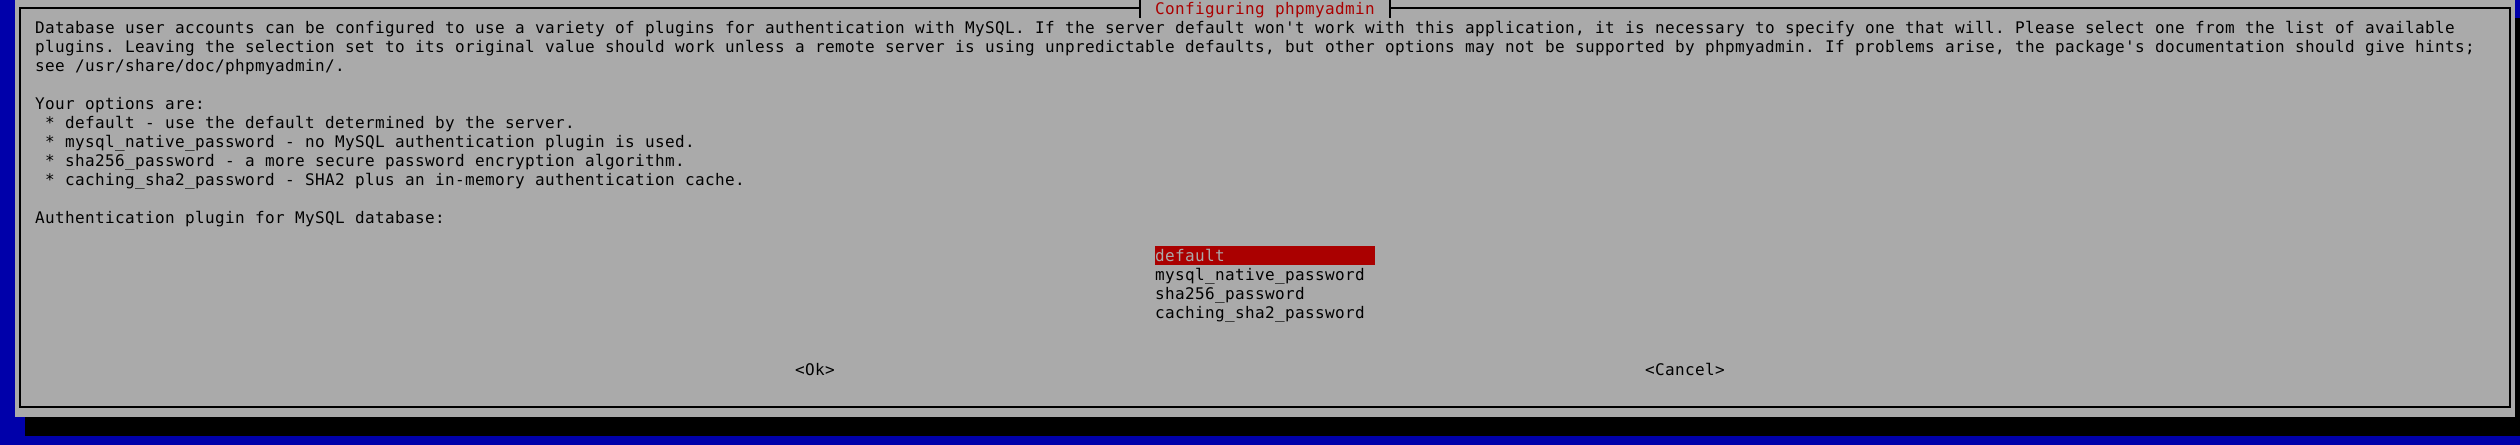 Configuring phpmyadmin
Database user accounts can be configured to use a variety of plugins for authentication with MySQL. If the server default won't work with this application, it is necessary to specify one that will. Please select one from the list of available
plugins. Leaving the selection set to its original value should work unless a remote server is using unpredictable defaults, but other options may not be supported by phpmyadmin. If problems arise, the package's documentation should give hints;
see /usr/share/doc/phpmyadmin/.
Your options are:
* default - use the default determined by the server.
* mysql_native_password - no MySQL authentication plugin is used.
* sha256_password - a more secure password encryption algorithm.
* caching_sha2_password - SHA2 plus an in-memory authentication cache.
Authentication plugin for MySQL database:
default
mysql_native_password
sha256_password
caching_sha2_password
<Ok> <Cancel>